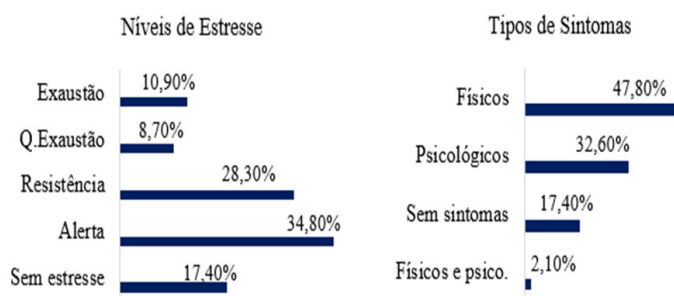 Níveis de Estresse
Exaustão 10,90%
Q.Exaustão 8,70%
Resistência 28,30%
Alerta 34,80%
Sem estresse 17,40%
Tipos de Sintomas
Físicos 47,80%
Psicológicos 32,60%
Sem sintomas 17,40%
Físicos e psico. 2,10%